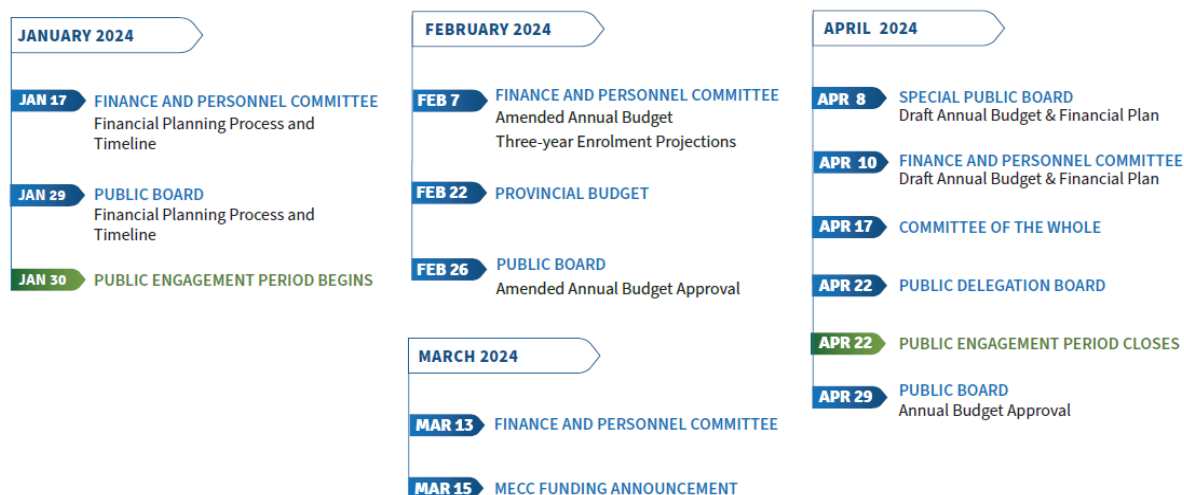 JANUARY 2024
JAN 17
FINANCE AND PERSONNEL COMMITTEE
Financial Planning Process and
Timeline
JAN 29
PUBLIC BOARD
Financial Planning Process and
Timeline
JAN 30
PUBLIC ENGAGEMENT PERIOD BEGINS
FEBRUARY 2024
FEB 7
FINANCE AND PERSONNEL COMMITTEE
Amended Annual Budget
Three-year Enrolment Projections
FEB 22
PROVINCIAL BUDGET
FEB 26
PUBLIC BOARD
Amended Annual Budget Approval
MARCH 2024
MAR 13
FINANCE AND PERSONNEL COMMITTEE
MAR 15
MECC FUNDING ANNOUNCEMENT
APRIL 2024
APR 8
SPECIAL PUBLIC BOARD
Draft Annual Budget & Financial Plan
APR 10
FINANCE AND PERSONNEL COMMITTEE
Draft Annual Budget & Financial Plan
APR 17
COMMITTEE OF THE WHOLE
APR 22
PUBLIC DELEGATION BOARD
APR 22
PUBLIC ENGAGEMENT PERIOD CLOSES
APR 29
PUBLIC BOARD
Annual Budget Approval